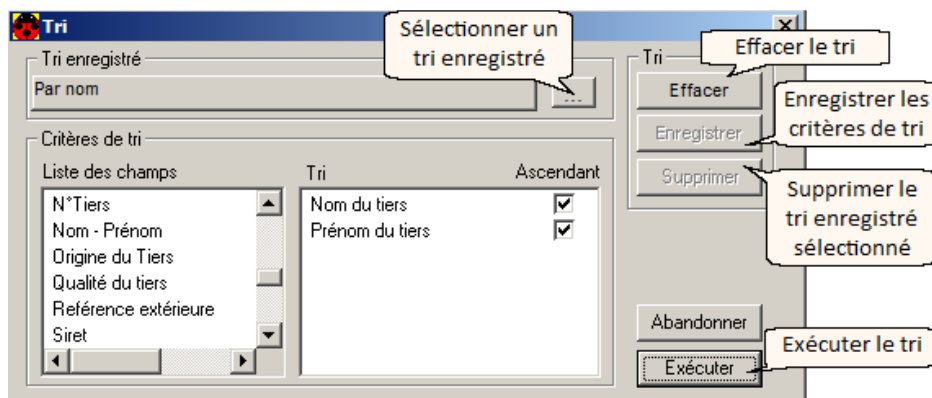 Tri
Sélectionner un
tri enregistré
Effacer le tri
Tri enregistré
Par nom
...
Tri
Effacer
Enregistrer
Supprimer
Enregistrer les
critères de tri
Supprimer le
tri enregistré
sélectionné
Critères de tri
Liste des champs
Tri
Ascendant
N°Tiers
Nom - Prénom
Origine du Tiers
Qualité du tiers
Reférence extérieure
Siret
Nom du tiers
Prénom du tiers
Abandonner
Exécuter
Exécuter le tri